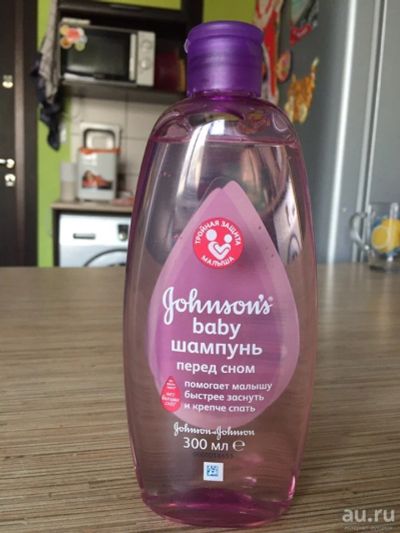 ТРОЙНАЯ ЗАЩИТА
МАЛЫША
Johnson's
baby
шампунь
перед сном
помогает малышу
быстрее заснуть
и крепче спать
Johnson & Johnson
300 мл е
au.ru